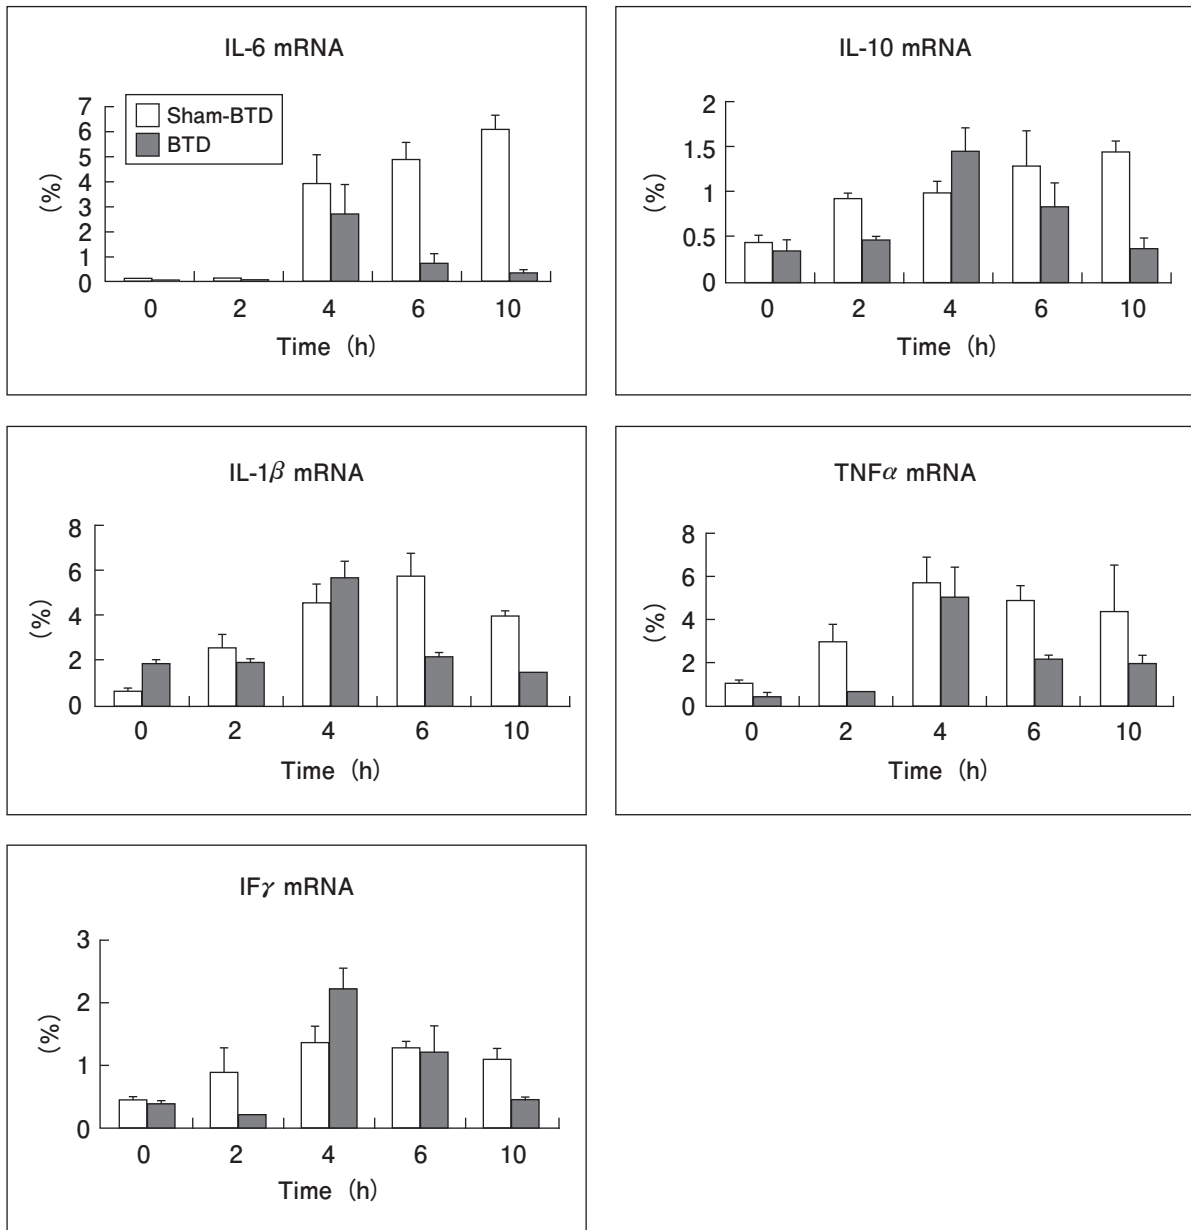 IL-6 mRNA
7
6
5
4
3
2
1
0
(%)
Sham-BTD
BTD
0 2 4 6 10
Time (h)
IL-10 mRNA
2
1.5
1
0.5
0
(%)
0 2 4 6 10
Time (h)
IL-1β mRNA
8
6
4
2
0
(%)
0 2 4 6 10
Time (h)
TNFα mRNA
8
6
4
2
0
(%)
0 2 4 6 10
Time (h)
IFγ mRNA
3
2
1
0
(%)
0 2 4 6 10
Time (h)